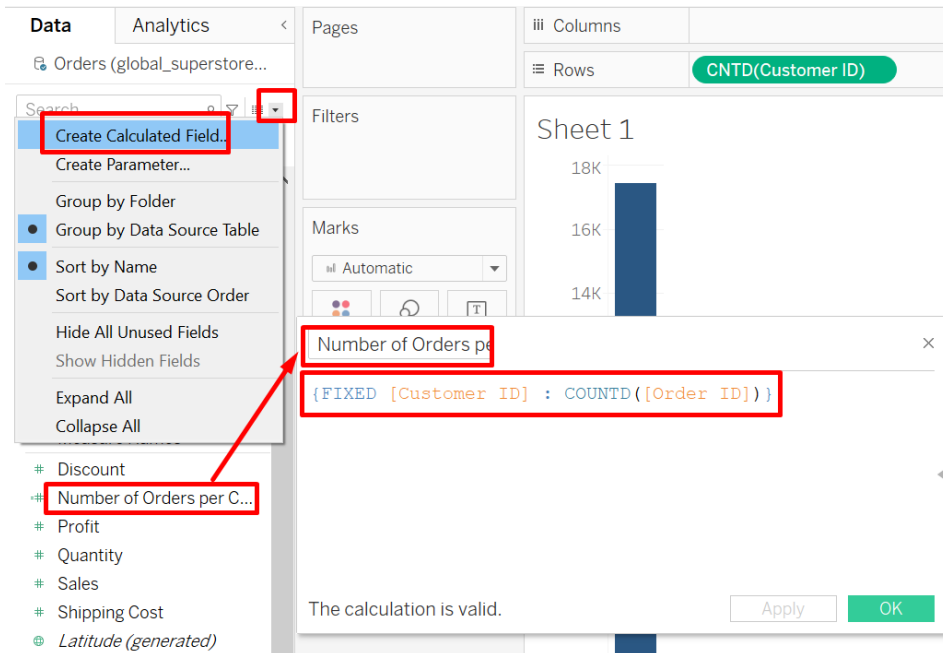 Data
Analytics
Orders (global_superstore...
Search
Create Calculated Field...
Create Parameter...
Group by Folder
Group by Data Source Table
Sort by Name
Sort by Data Source Order
Hide All Unused Fields
Show Hidden Fields
Expand All
Collapse All
Discount
Number of Orders per C...
Profit
Quantity
Sales
Shipping Cost
Latitude (generated)
Pages
Filters
Marks
Automatic
T
iii Columns
Rows
CNTD(Customer ID)
Sheet 1
18K
16K
14K
Number of Orders pe
{FIXED [Customer ID] : COUNTD([Order ID])}
The calculation is valid.
Apply
OK